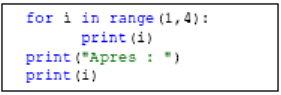 for i in range(1,4):
print(i)
print("Apres : ")
print(i)